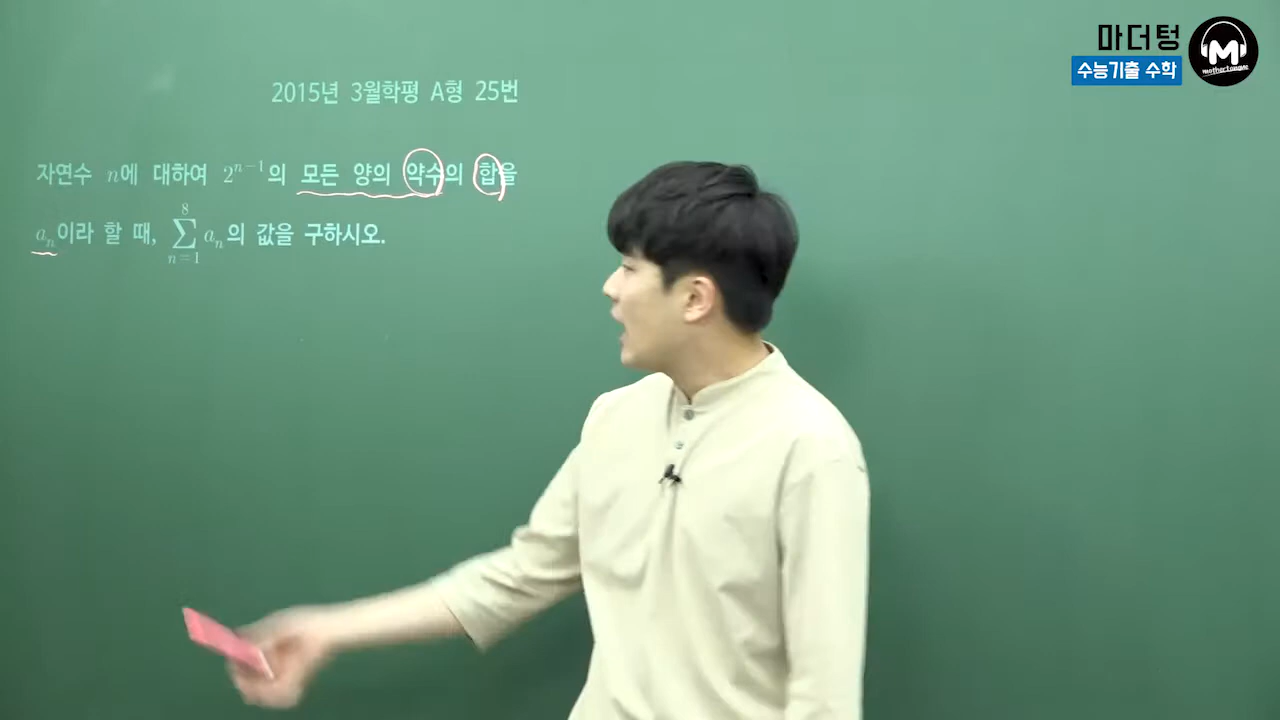 마더텅
수능기출 수학
M
mothertongue
2015년 3월학평 A형 25번
자연수 n에 대하여 2^{n-1}의 모든 양의 약수의 합을
a_n이라 할 때, \sum_{n=1}^{8} a_n의 값을 구하시오.